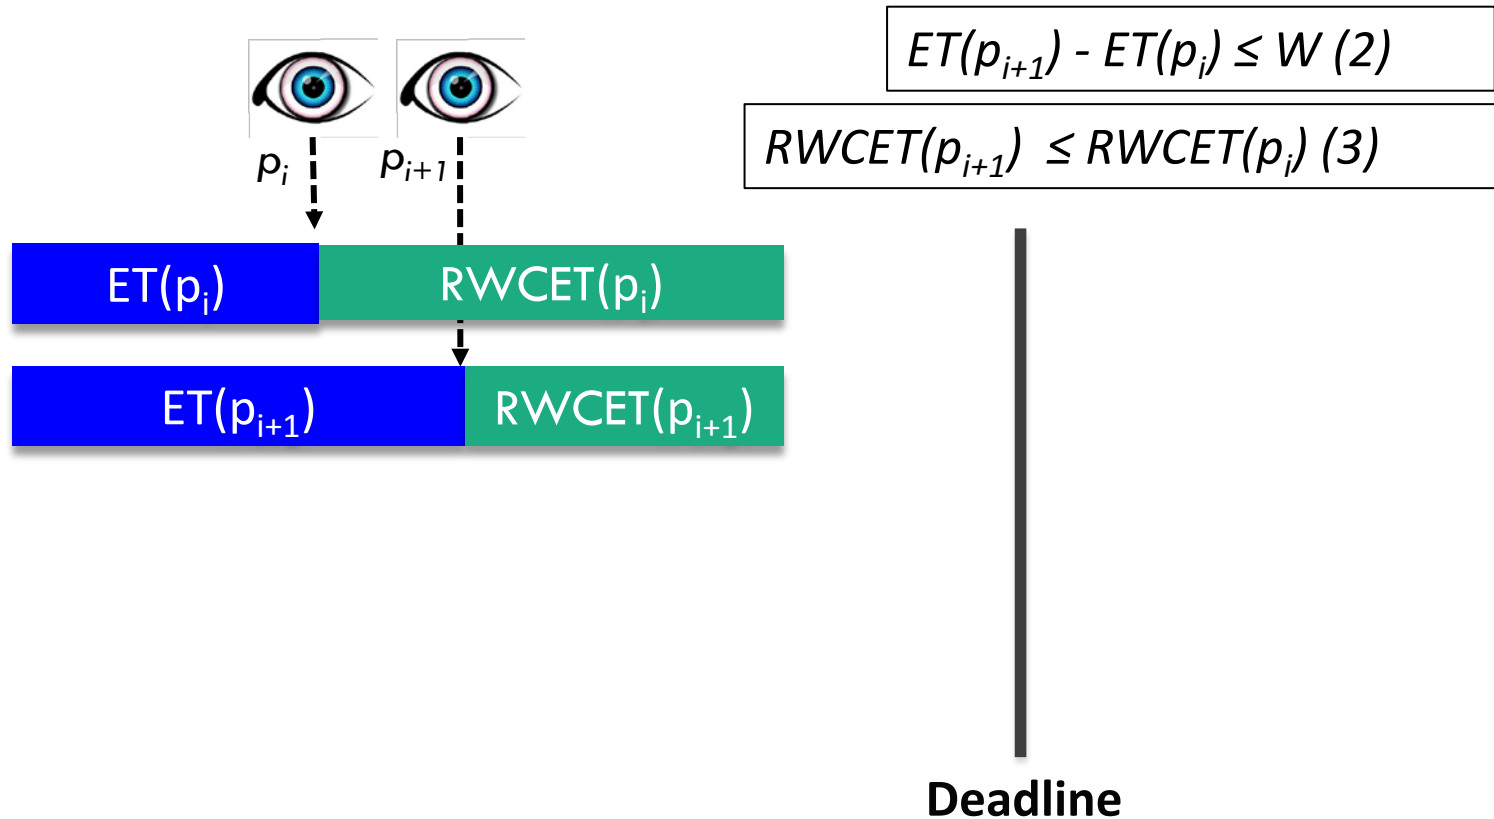 ET(pᵢ₊₁) - ET(pᵢ) ≤ W (2)
RWCET(pᵢ₊₁) ≤ RWCET(pᵢ) (3)
pᵢ pᵢ₊₁
ET(pᵢ) RWCET(pᵢ)
ET(pᵢ₊₁) RWCET(pᵢ₊₁)
Deadline